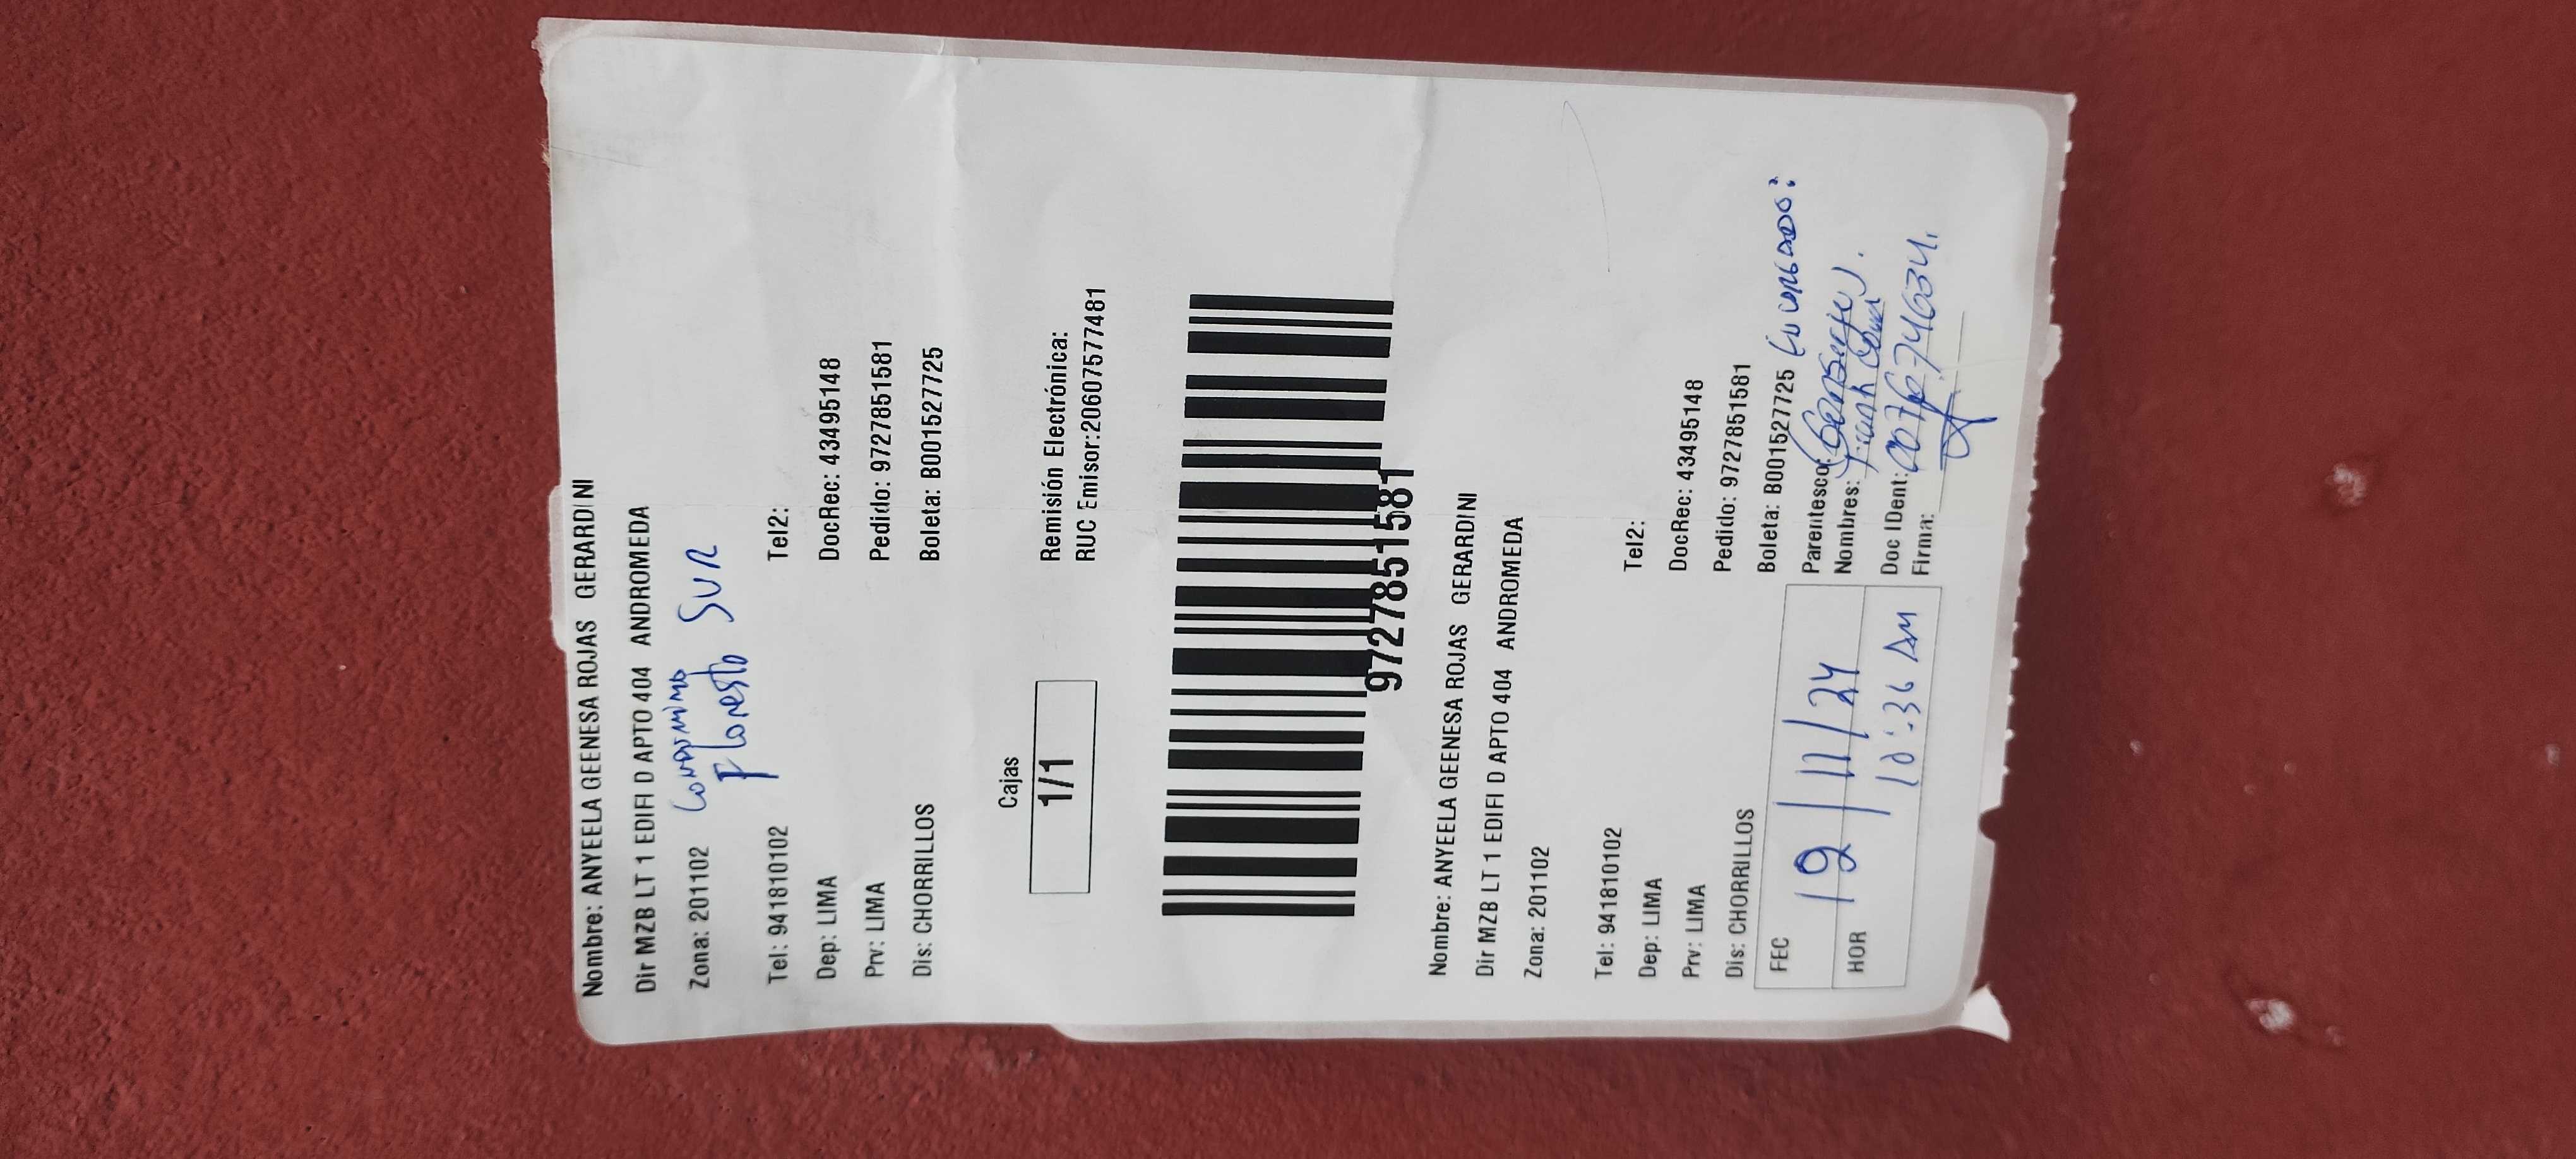 Nombre: ANYEELA GEENESA ROJAS GERARDINI
Dir MZB LT 1 EDIFI D APTO 404 ANDROMEDA
Zona: 201102 Condominio
Floresta SUR
Tel: 941810102 Tel2:
Dep: LIMA DocRec: 43495148
Prv: LIMA Pedido: 9727851581
Dis: CHORRILLOS Boleta: B001527725
Cajas
1/1
Remisión Electrónica:
RUC Emisor:20607577481
9727851581
Nombre: ANYEELA GEENESA ROJAS GERARDINI
Dir MZB LT 1 EDIFI D APTO 404 ANDROMEDA
Zona: 201102
Tel: 941810102 Tel2:
Dep: LIMA DocRec: 43495148
Prv: LIMA Pedido: 9727851581
Dis: CHORRILLOS Boleta: B001527725
FEC 19/11/24 Parentesco:
Nombres:
HOR 10:36 AM Doc IDent:
Firma: